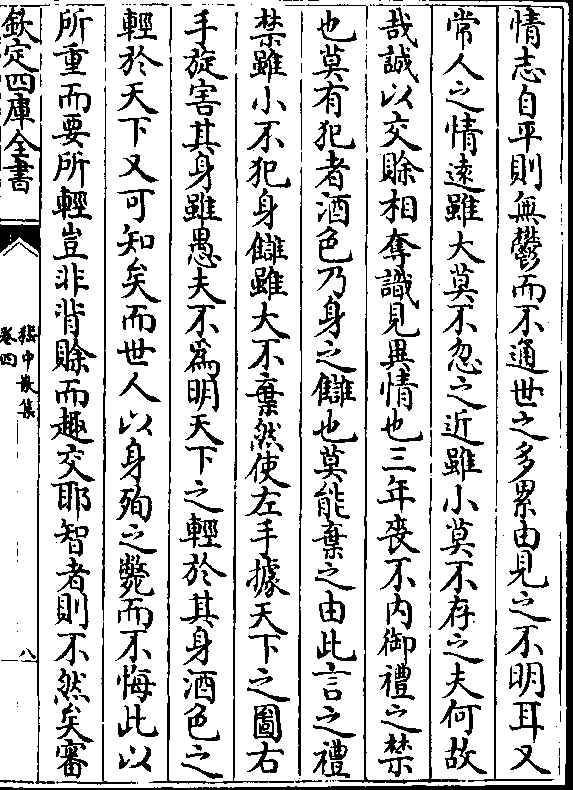 情志自平則無鬱而不通世之多累由見之不明耳又
常人之情遠雖大莫不忽之近雖小莫不存之夫何故
哉誠以交賒相奪識見異情也三年喪不内御禮之禁
也莫有犯者酒色乃身之讎也莫能棄之由此言之禮
禁雖小不犯身讎雖大不棄然使左手據天下之圖右
手旋害其身雖愚夫不為明天下之輕於其身酒色之
輕於天下又可知矣而世人以身殉之斃而不悔此以
所重而要所輕豈非背賒而趣交耶智者則不然矣審
欽定四庫全書
嵇中散集
卷四
八